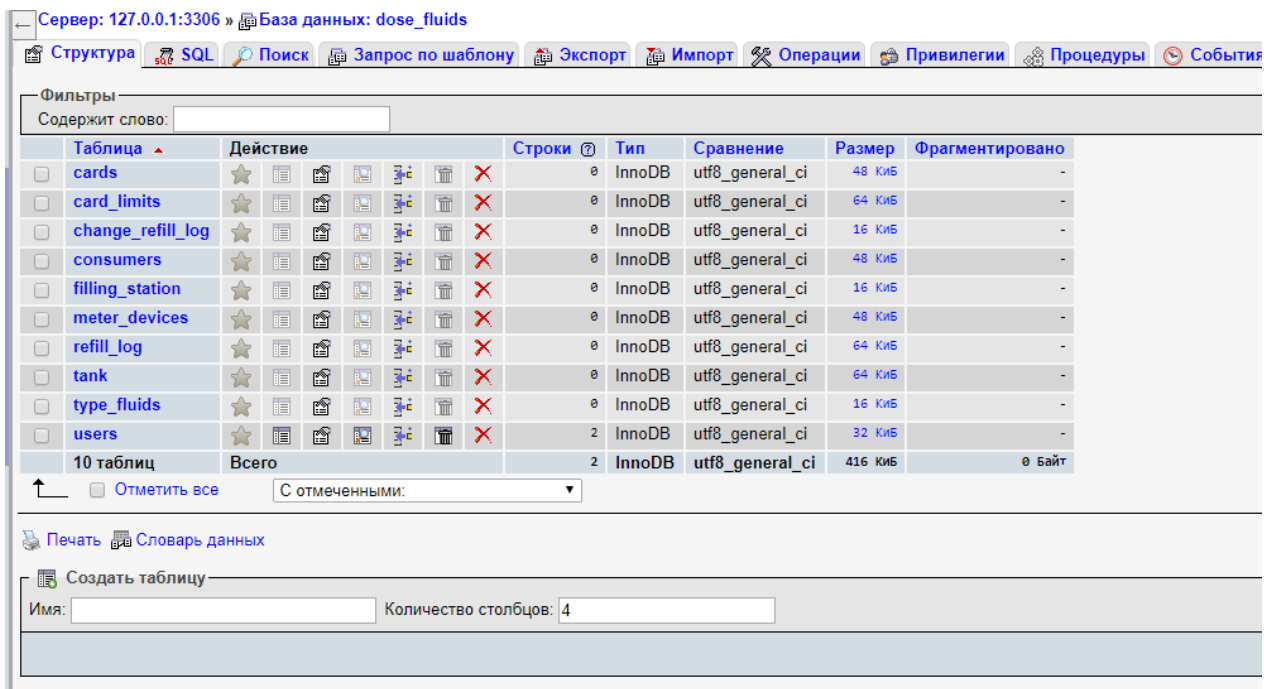 Сервер: 127.0.0.1:3306 » База данных: dose_fluids
Структура SQL Поиск Запрос по шаблону Экспорт Импорт Операции Привилегии Процедуры События
Фильтры
Содержит слово:
Таблица Действие Строки Тип Сравнение Размер Фрагментировано
cards 0 InnoDB utf8_general_ci 48 КиБ -
card_limits 0 InnoDB utf8_general_ci 64 КиБ -
change_refill_log 0 InnoDB utf8_general_ci 16 КиБ -
consumers 0 InnoDB utf8_general_ci 48 КиБ -
filling_station 0 InnoDB utf8_general_ci 16 КиБ -
meter_devices 0 InnoDB utf8_general_ci 48 КиБ -
refill_log 0 InnoDB utf8_general_ci 64 КиБ -
tank 0 InnoDB utf8_general_ci 64 КиБ -
type_fluids 0 InnoDB utf8_general_ci 16 КиБ -
users 2 InnoDB utf8_general_ci 32 КиБ -
10 таблиц Всего 2 InnoDB utf8_general_ci 416 КиБ 0 Байт
Отметить все С отмеченными:
Печать Словарь данных
Создать таблицу
Имя: Количество столбцов: 4